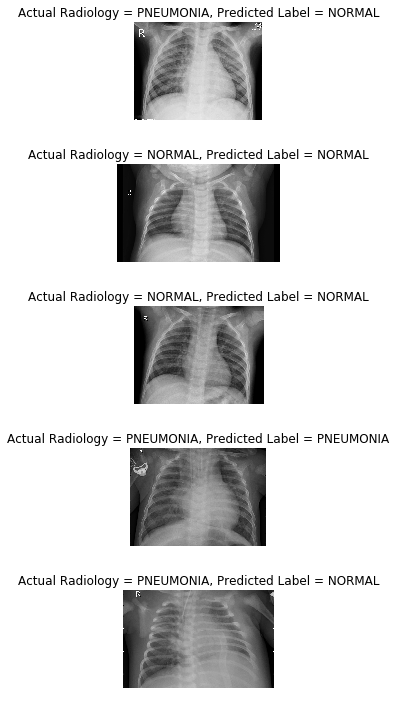 Actual Radiology = PNEUMONIA, Predicted Label = NORMAL
R
Actual Radiology = NORMAL, Predicted Label = NORMAL
Actual Radiology = NORMAL, Predicted Label = NORMAL
Actual Radiology = PNEUMONIA, Predicted Label = PNEUMONIA
Actual Radiology = PNEUMONIA, Predicted Label = NORMAL
R